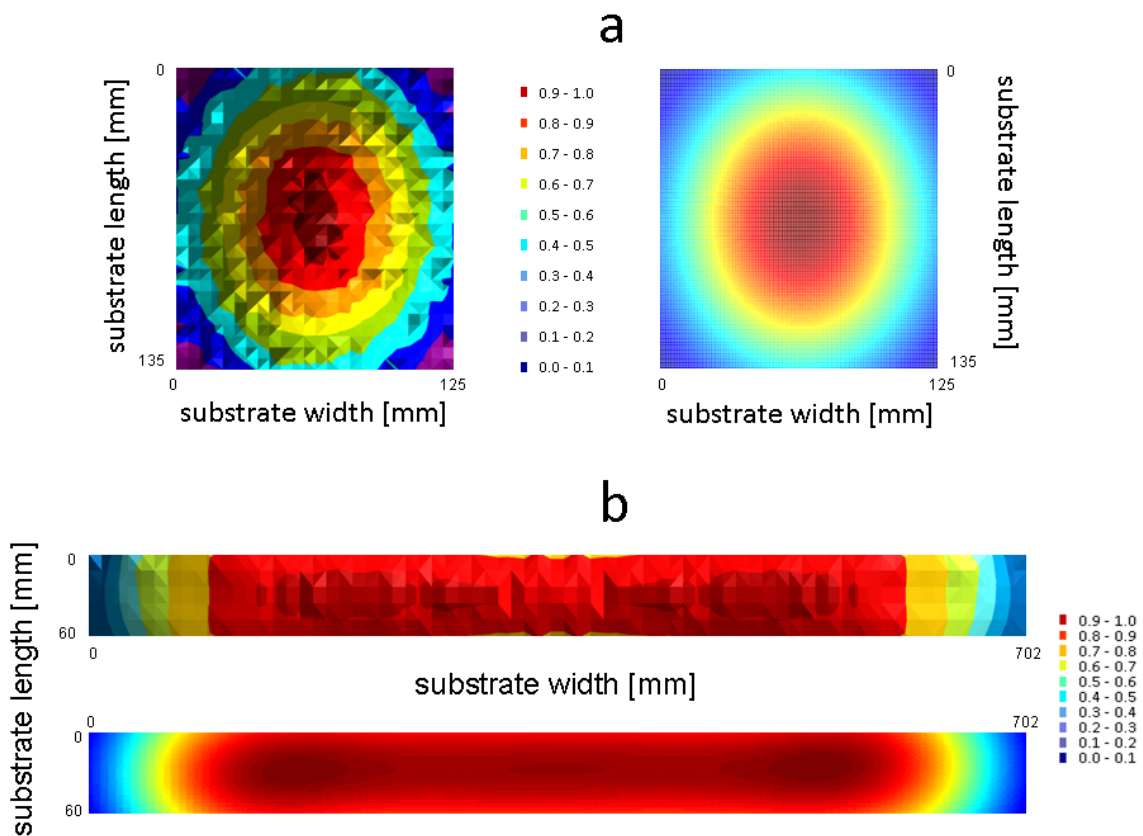 a
0
substrate length [mm]
135
0
125
substrate width [mm]
0.9 - 1.0
0.8 - 0.9
0.7 - 0.8
0.6 - 0.7
0.5 - 0.6
0.4 - 0.5
0.3 - 0.4
0.2 - 0.3
0.1 - 0.2
0.0 - 0.1
0
substrate length [mm]
135
0
125
substrate width [mm]
b
substrate length [mm]
0
60
0
702
substrate width [mm]
0
702
0
60
0.9 - 1.0
0.8 - 0.9
0.7 - 0.8
0.6 - 0.7
0.5 - 0.6
0.4 - 0.5
0.3 - 0.4
0.2 - 0.3
0.1 - 0.2
0.0 - 0.1